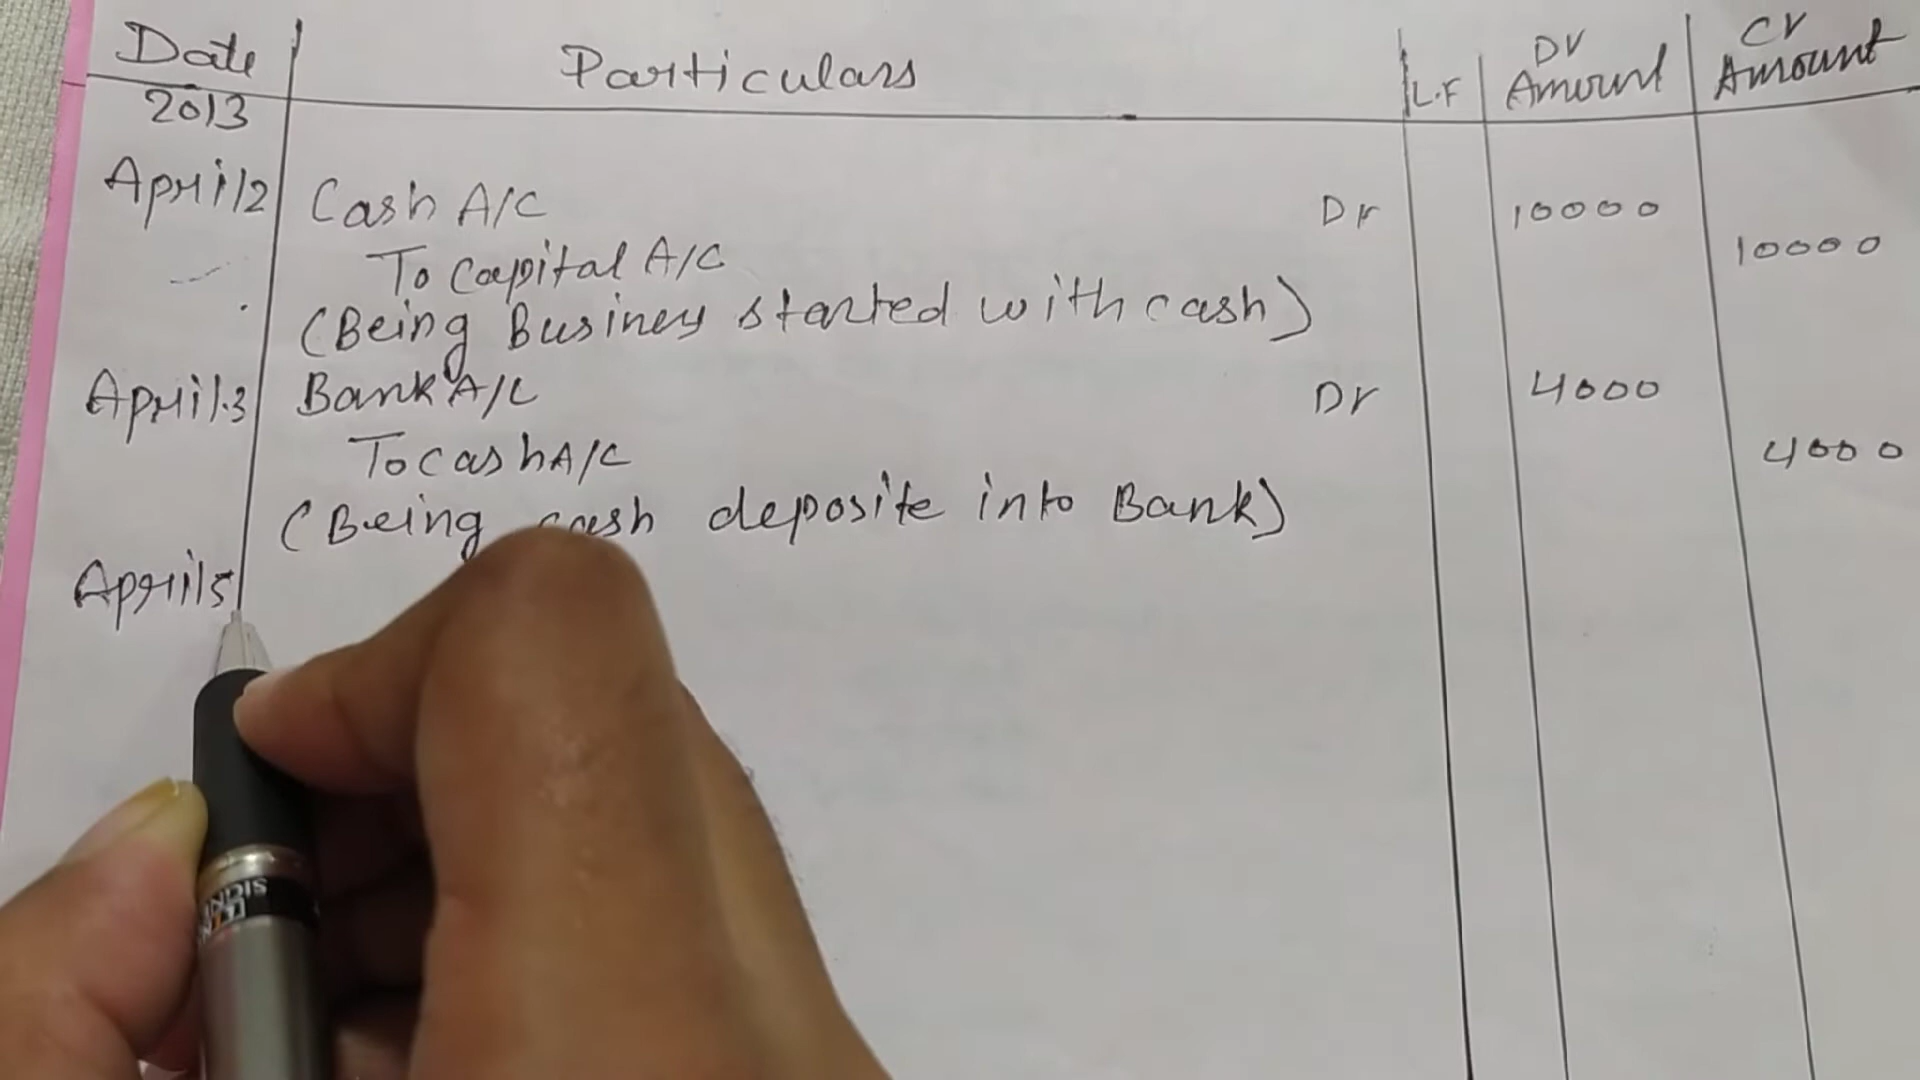 Date Particulars L.F Dr Amount Cr Amount
2013
April 2 Cash A/C Dr 10000
To Capital A/C 10000
(Being Business started with cash)
April.3 Bank A/C Dr 4000
To cash A/C 4000
(Being cash deposite into Bank)
April 5